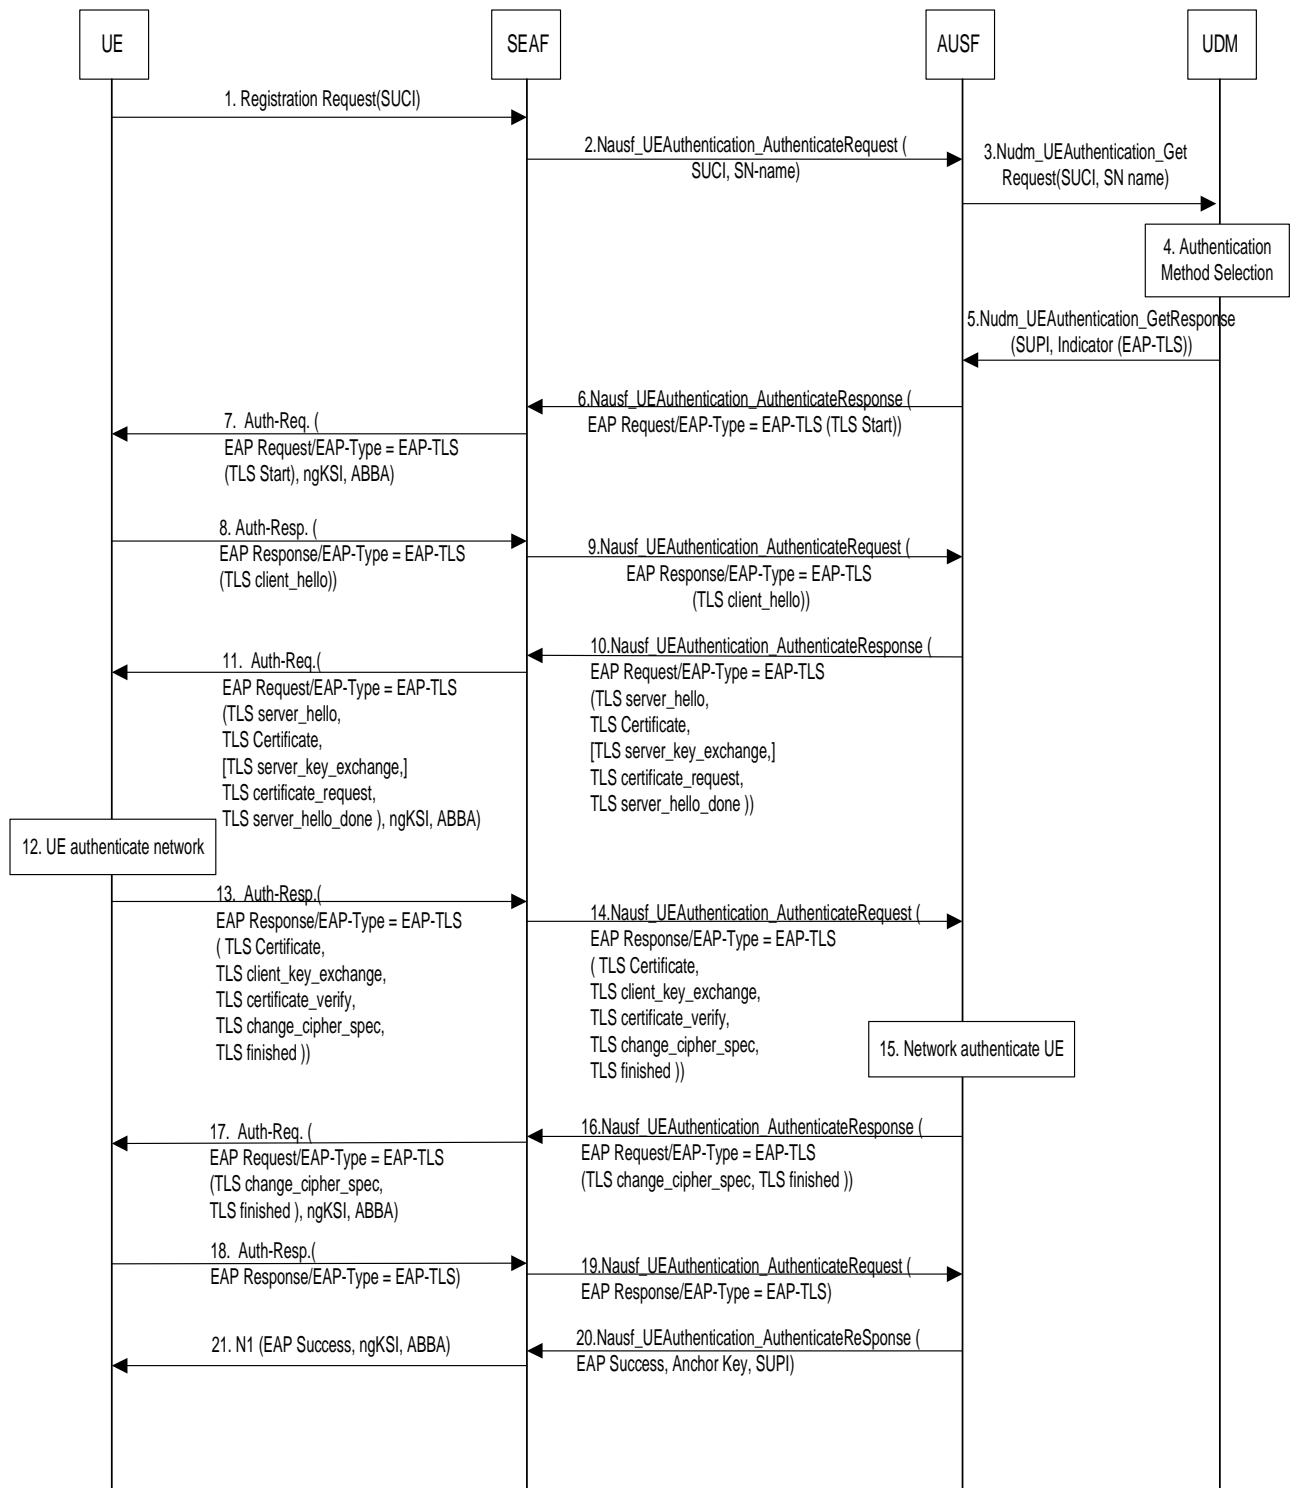 UE
SEAF
AUSF
UDM
1. Registration Request(SUCI)
2.Nausf_UEAuthentication_AuthenticateRequest (
SUCI, SN-name)
3.Nudm_UEAuthentication_Get
Request(SUCI, SN name)
4. Authentication
Method Selection
5.Nudm_UEAuthentication_GetResponse
(SUPI, Indicator (EAP-TLS))
6.Nausf_UEAuthentication_AuthenticateResponse (
EAP Request/EAP-Type = EAP-TLS (TLS Start))
7. Auth-Req. (
EAP Request/EAP-Type = EAP-TLS
(TLS Start), ngKSI, ABBA)
8. Auth-Resp. (
EAP Response/EAP-Type = EAP-TLS
(TLS client_hello))
9.Nausf_UEAuthentication_AuthenticateRequest (
EAP Response/EAP-Type = EAP-TLS
(TLS client_hello))
10.Nausf_UEAuthentication_AuthenticateResponse (
EAP Request/EAP-Type = EAP-TLS
(TLS server_hello,
TLS Certificate,
[TLS server_key_exchange,]
TLS certificate_request,
TLS server_hello_done ))
11. Auth-Req.(
EAP Request/EAP-Type = EAP-TLS
(TLS server_hello,
TLS Certificate,
[TLS server_key_exchange,]
TLS certificate_request,
TLS server_hello_done ), ngKSI, ABBA)
12. UE authenticate network
13. Auth-Resp.(
EAP Response/EAP-Type = EAP-TLS
( TLS Certificate,
TLS client_key_exchange,
TLS certificate_verify,
TLS change_cipher_spec,
TLS finished ))
14.Nausf_UEAuthentication_AuthenticateRequest (
EAP Response/EAP-Type = EAP-TLS
( TLS Certificate,
TLS client_key_exchange,
TLS certificate_verify,
TLS change_cipher_spec,
TLS finished ))
15. Network authenticate UE
16.Nausf_UEAuthentication_AuthenticateResponse (
EAP Request/EAP-Type = EAP-TLS
(TLS change_cipher_spec, TLS finished ))
17. Auth-Req. (
EAP Request/EAP-Type = EAP-TLS
(TLS change_cipher_spec,
TLS finished ), ngKSI, ABBA)
18. Auth-Resp.(
EAP Response/EAP-Type = EAP-TLS)
19.Nausf_UEAuthentication_AuthenticateRequest (
EAP Response/EAP-Type = EAP-TLS)
20.Nausf_UEAuthentication_AuthenticateReSponse (
EAP Success, Anchor Key, SUPI)
21. N1 (EAP Success, ngKSI, ABBA)